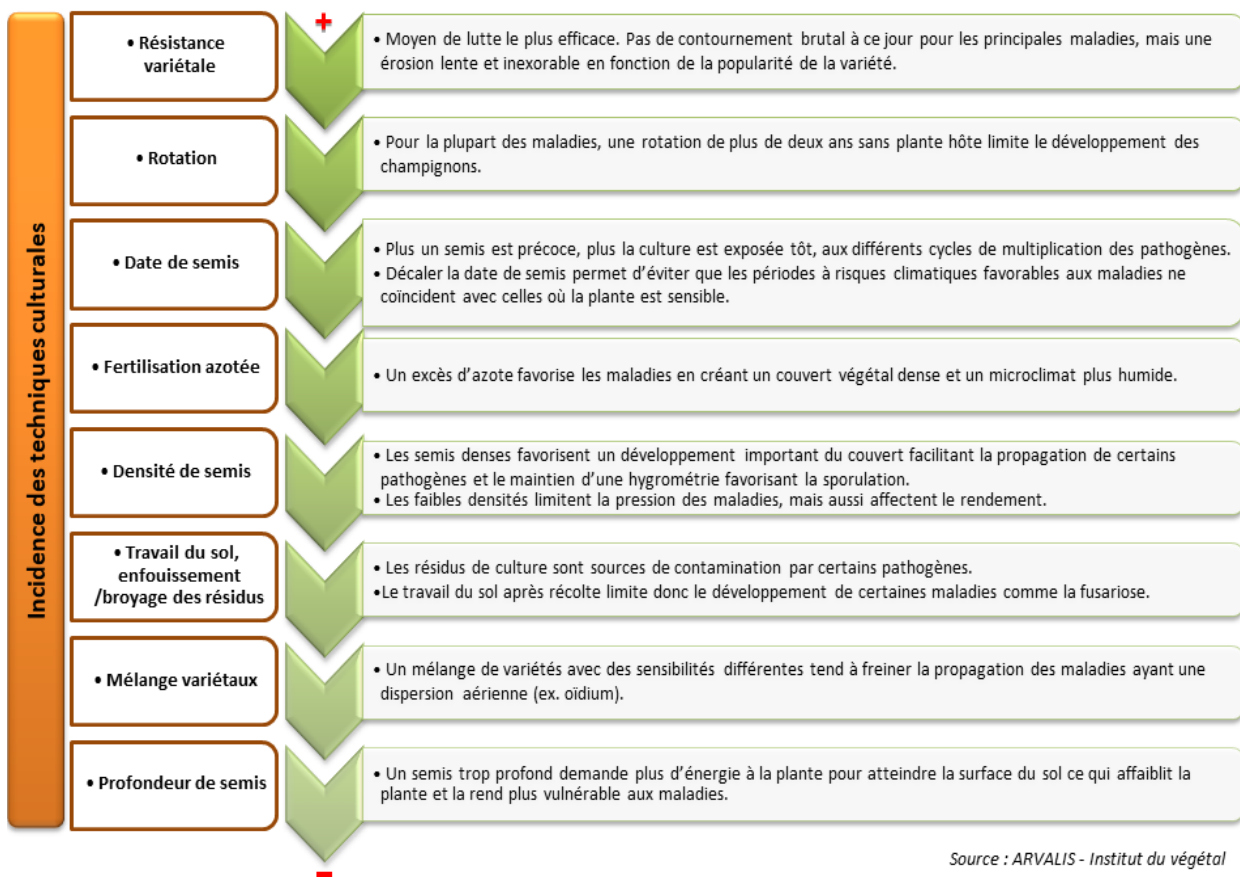 Incidence des techniques culturales
+
• Résistance
variétale
• Moyen de lutte le plus efficace. Pas de contournement brutal à ce jour pour les principales maladies, mais une
érosion lente et inexorable en fonction de la popularité de la variété.
• Rotation
• Pour la plupart des maladies, une rotation de plus de deux ans sans plante hôte limite le développement des
champignons.
• Date de semis
• Plus un semis est précoce, plus la culture est exposée tôt, aux différents cycles de multiplication des pathogènes.
• Décaler la date de semis permet d’éviter que les périodes à risques climatiques favorables aux maladies ne
coïncident avec celles où la plante est sensible.
• Fertilisation azotée
• Un excès d’azote favorise les maladies en créant un couvert végétal dense et un microclimat plus humide.
• Densité de semis
• Les semis denses favorisent un développement important du couvert facilitant la propagation de certains
pathogènes et le maintien d’une hygrométrie favorisant la sporulation.
• Les faibles densités limitent la pression des maladies, mais aussi affectent le rendement.
• Travail du sol,
enfouissement
/broyage des résidus
• Les résidus de culture sont sources de contamination par certains pathogènes.
•Le travail du sol après récolte limite donc le développement de certaines maladies comme la fusariose.
• Mélange variétaux
• Un mélange de variétés avec des sensibilités différentes tend à freiner la propagation des maladies ayant une
dispersion aérienne (ex. oïdium).
• Profondeur de semis
• Un semis trop profond demande plus d’énergie à la plante pour atteindre la surface du sol ce qui affaiblit la
plante et la rend plus vulnérable aux maladies.
-
Source : ARVALIS - Institut du végétal